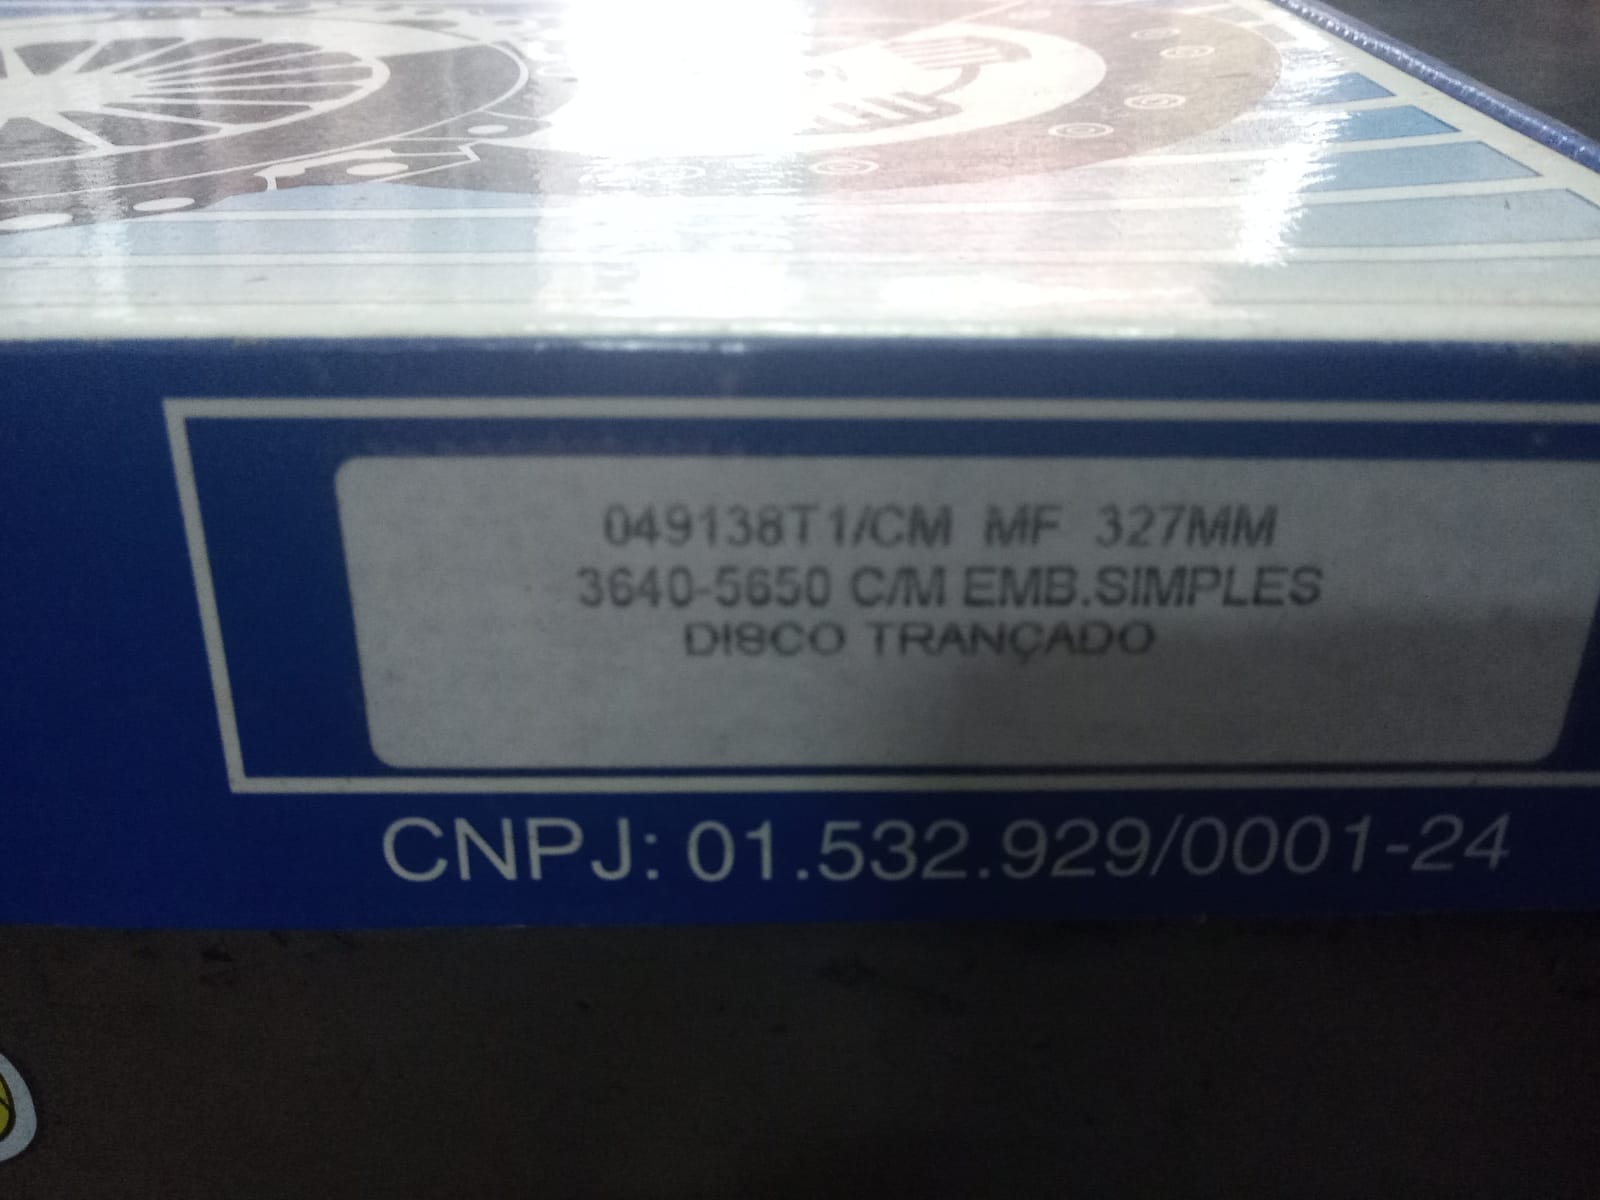 049138T1/CM MF 327MM
3640-5650 C/M EMB.SIMPLES
DISCO TRANÇADO
CNPJ: 01.532.929/0001-24